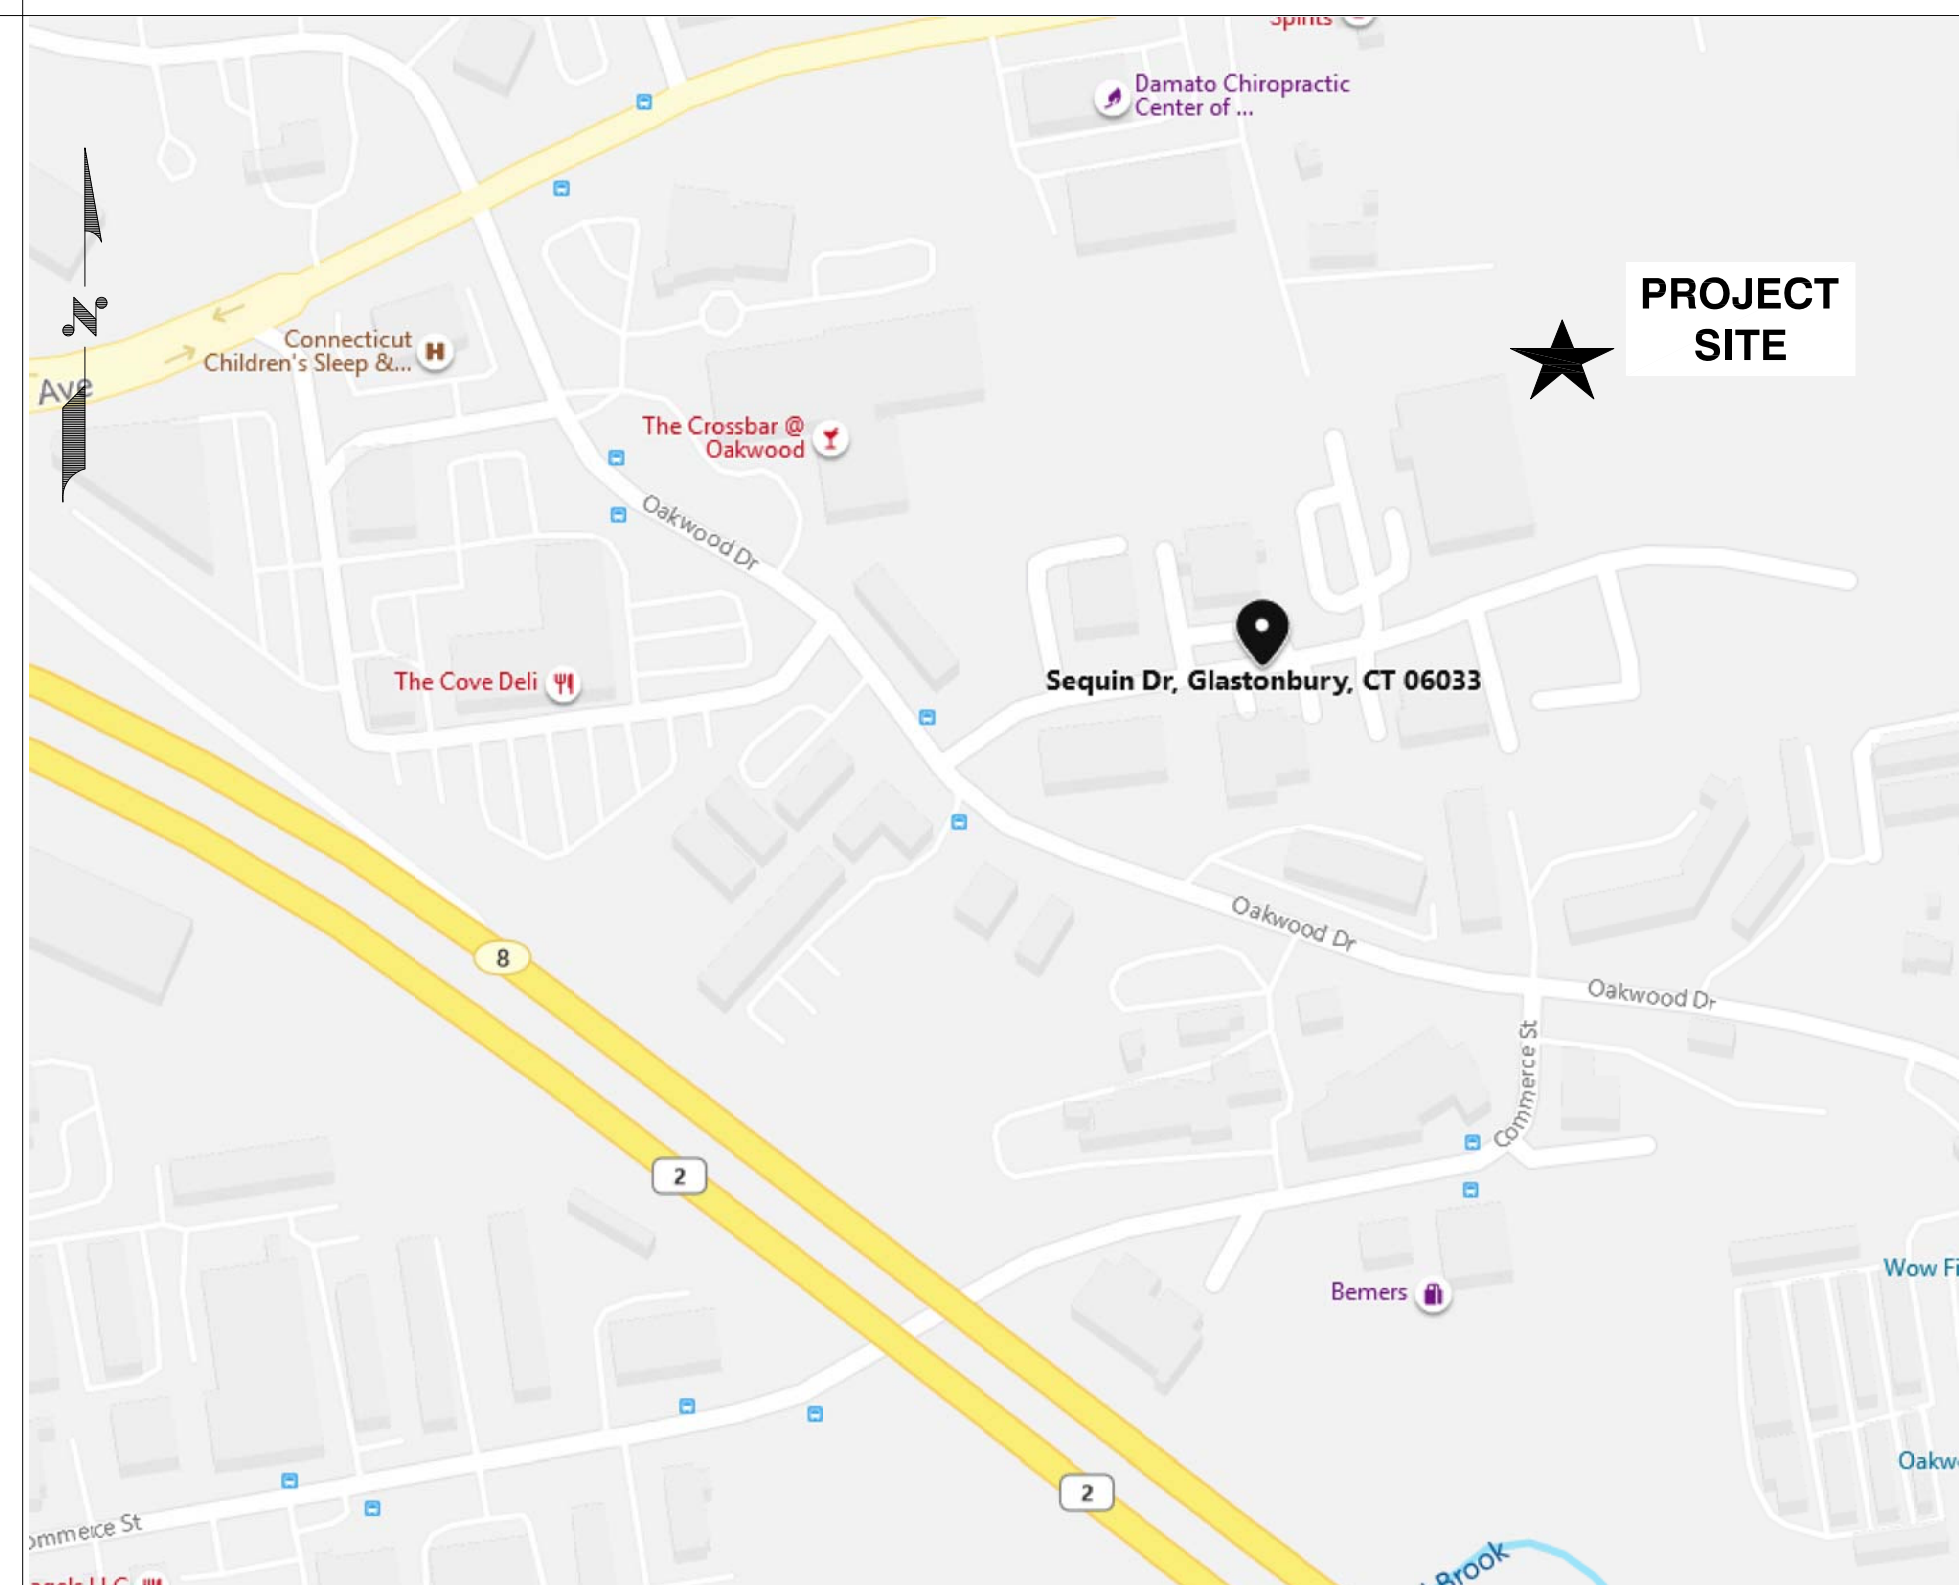 Spirits
Damato Chiropractic
Center of ...
N
PROJECT
SITE
Connecticut
Children's Sleep &...
Ave
The Crossbar @
Oakwood
Oakwood Dr
The Cove Deli
Sequin Dr, Glastonbury, CT 06033
Oakwood Dr
8
Oakwood Dr
Commerce St
2
Wow Fi
Bemers
Oakw
2
ommerce St
Brook